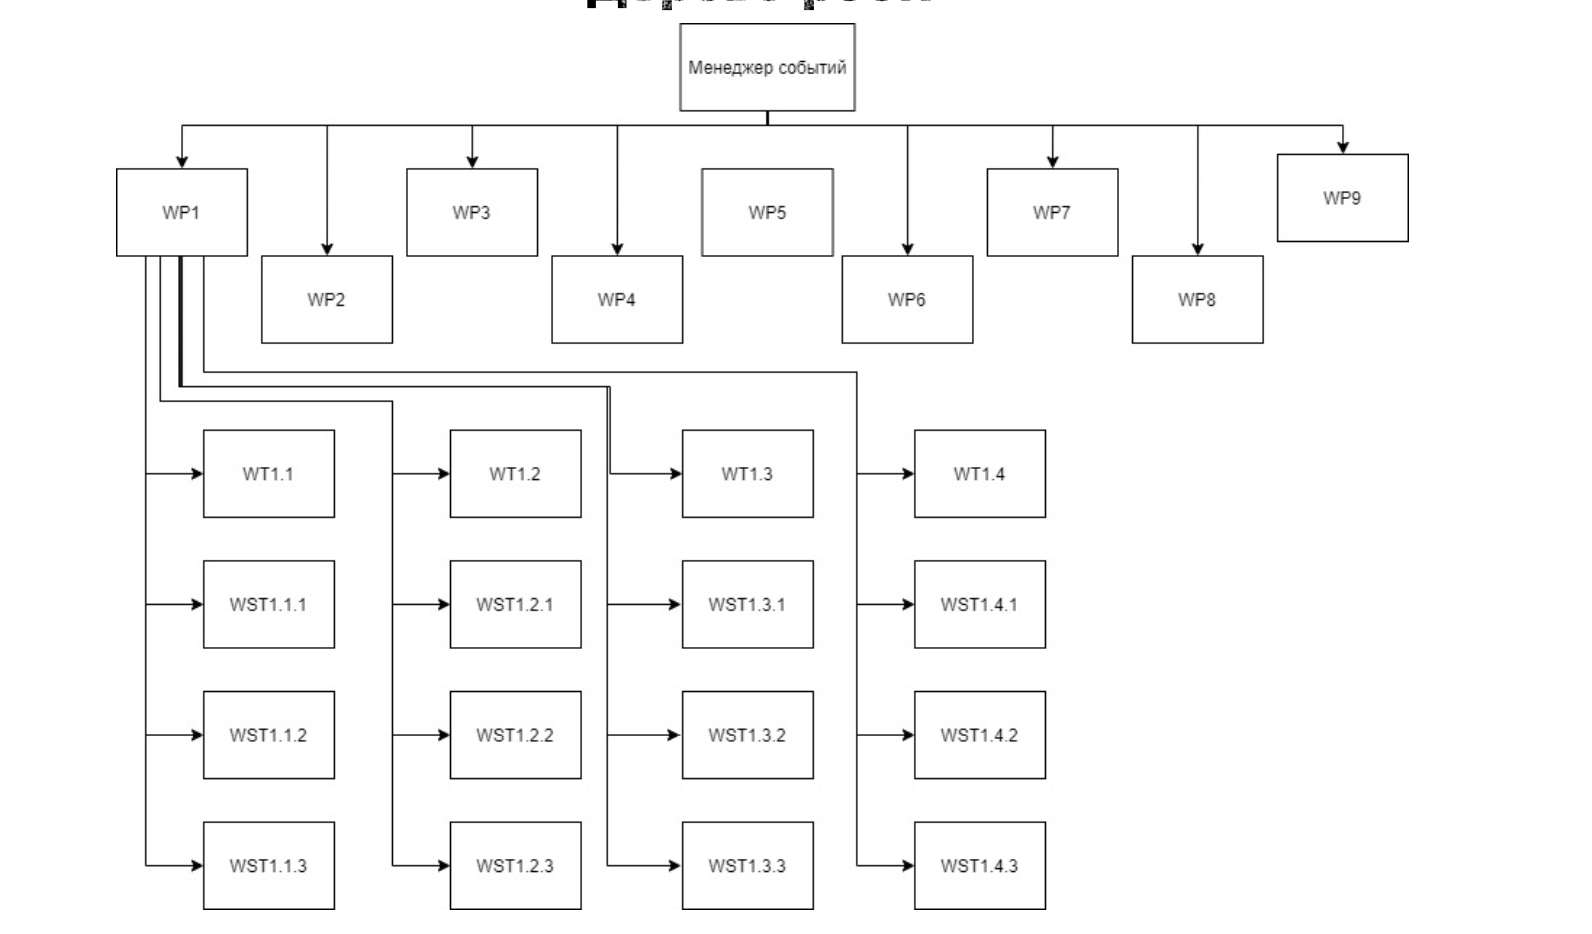 Менеджер событий
WP1
WP3
WP5
WP7
WP9
WP2
WP4
WP6
WP8
WT1.1
WT1.2
WT1.3
WT1.4
WST1.1.1
WST1.2.1
WST1.3.1
WST1.4.1
WST1.1.2
WST1.2.2
WST1.3.2
WST1.4.2
WST1.1.3
WST1.2.3
WST1.3.3
WST1.4.3